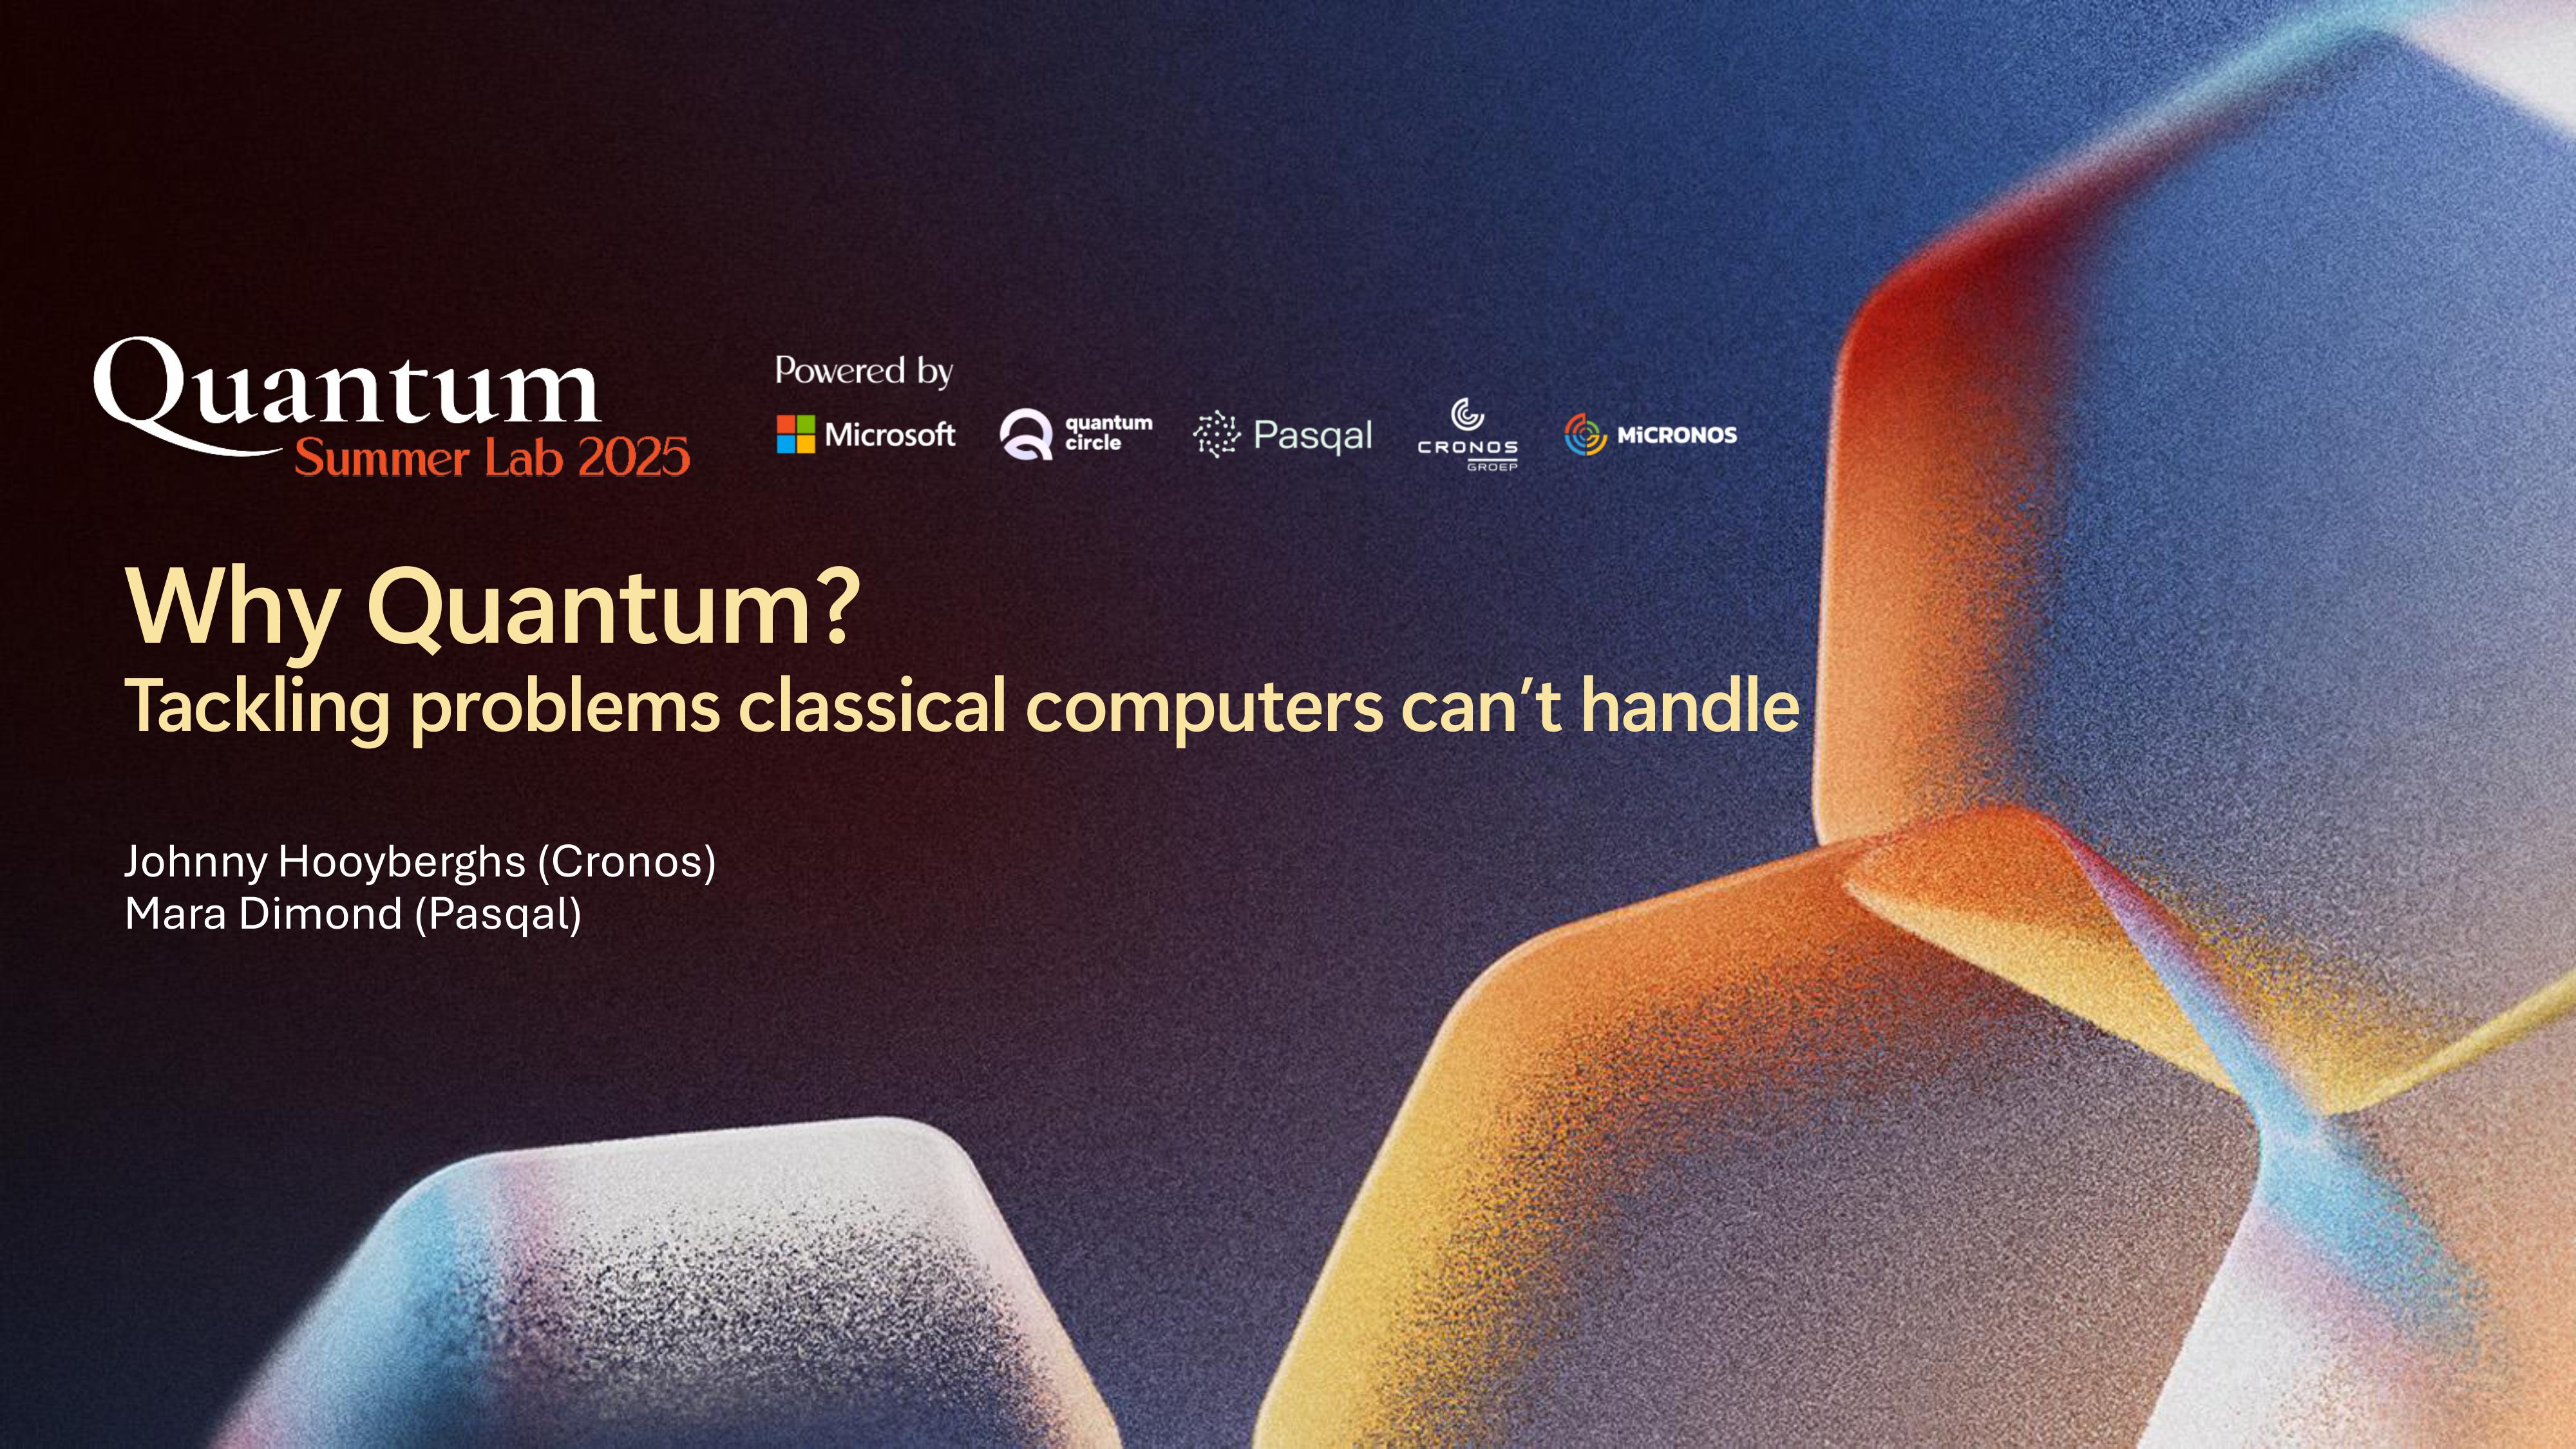 Quantum
Summer Lab 2025
Powered by
Microsoft
quantum
circle
Pasqal
CRONOS
GROEP
MiCRONOS
Why Quantum?
Tackling problems classical computers can’t handle
Johnny Hooyberghs (Cronos)
Mara Dimond (Pasqal)